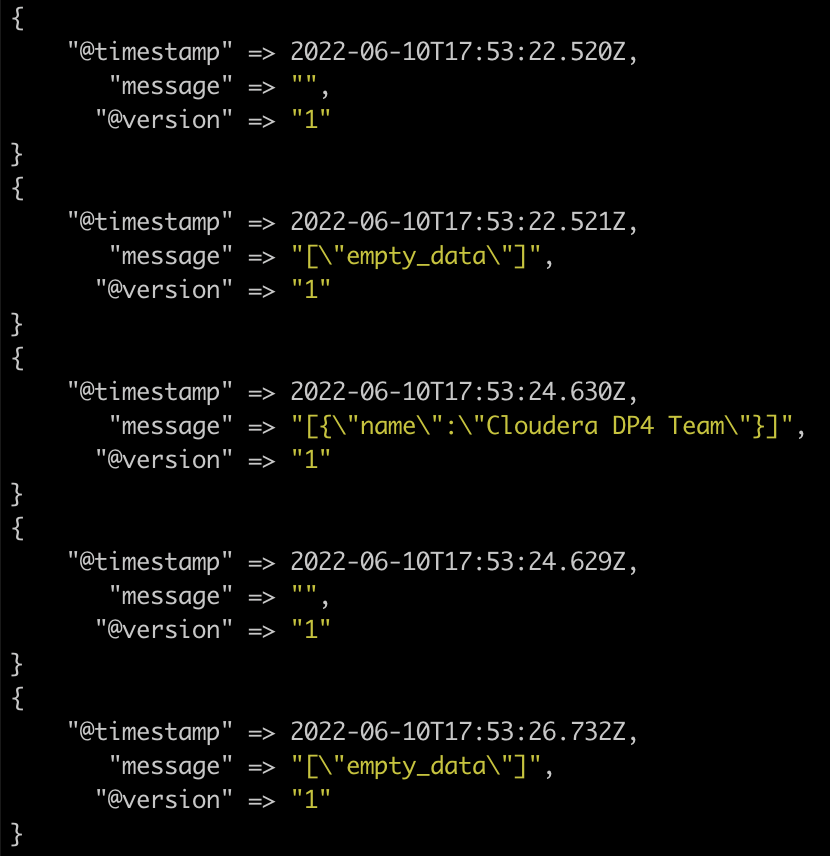 {
    "@timestamp" => 2022-06-10T17:53:22.520Z,
       "message" => "",
      "@version" => "1"
}
{
    "@timestamp" => 2022-06-10T17:53:22.521Z,
       "message" => "[\"empty_data\"]",
      "@version" => "1"
}
{
    "@timestamp" => 2022-06-10T17:53:24.630Z,
       "message" => "[{\"name\":\"Cloudera DP4 Team\"}]",
      "@version" => "1"
}
{
    "@timestamp" => 2022-06-10T17:53:24.629Z,
       "message" => "",
      "@version" => "1"
}
{
    "@timestamp" => 2022-06-10T17:53:26.732Z,
       "message" => "[\"empty_data\"]",
      "@version" => "1"
}